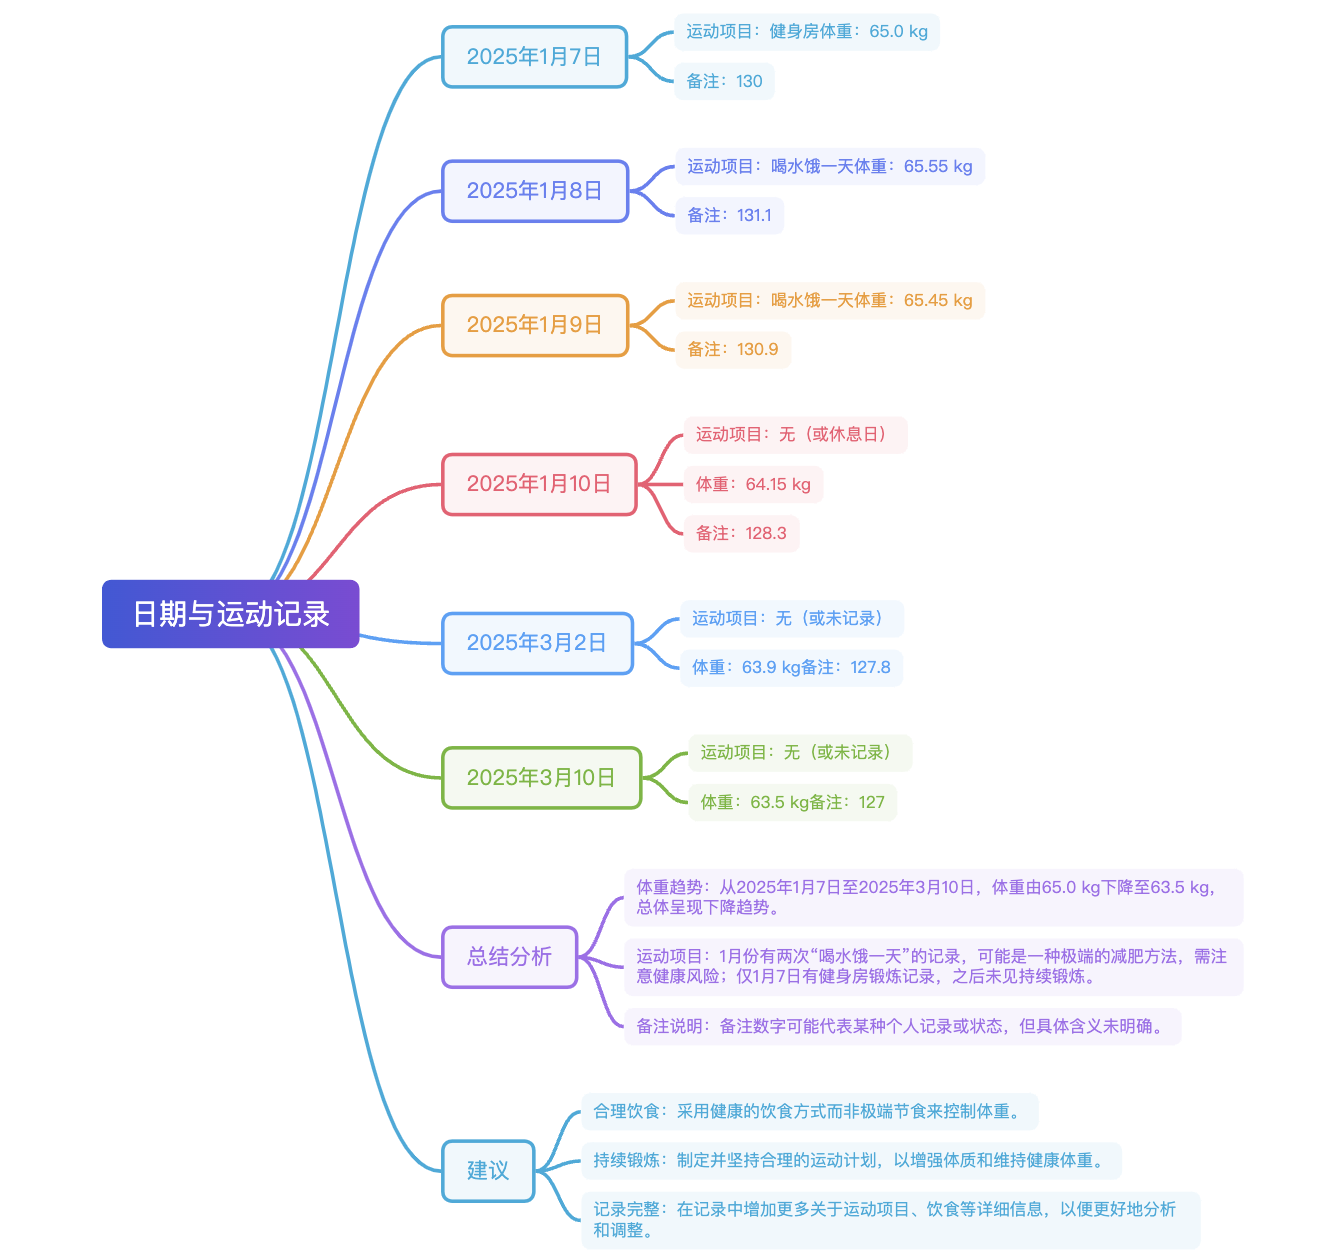 日期与运动记录
2025年1月7日
运动项目：健身房体重：65.0 kg
备注：130
2025年1月8日
运动项目：喝水饿一天体重：65.55 kg
备注：131.1
2025年1月9日
运动项目：喝水饿一天体重：65.45 kg
备注：130.9
2025年1月10日
运动项目：无（或休息日）
体重：64.15 kg
备注：128.3
2025年3月2日
运动项目：无（或未记录）
体重：63.9 kg备注：127.8
2025年3月10日
运动项目：无（或未记录）
体重：63.5 kg备注：127
总结分析
体重趋势：从2025年1月7日至2025年3月10日，体重由65.0 kg下降至63.5 kg，
总体呈现下降趋势。
运动项目：1月份有两次“喝水饿一天”的记录，可能是一种极端的减肥方法，需注
意健康风险；仅1月7日有健身房锻炼记录，之后未见持续锻炼。
备注说明：备注数字可能代表某种个人记录或状态，但具体含义未明确。
建议
合理饮食：采用健康的饮食方式而非极端节食来控制体重。
持续锻炼：制定并坚持合理的运动计划，以增强体质和维持健康体重。
记录完整：在记录中增加更多关于运动项目、饮食等详细信息，以便更好地分析
和调整。